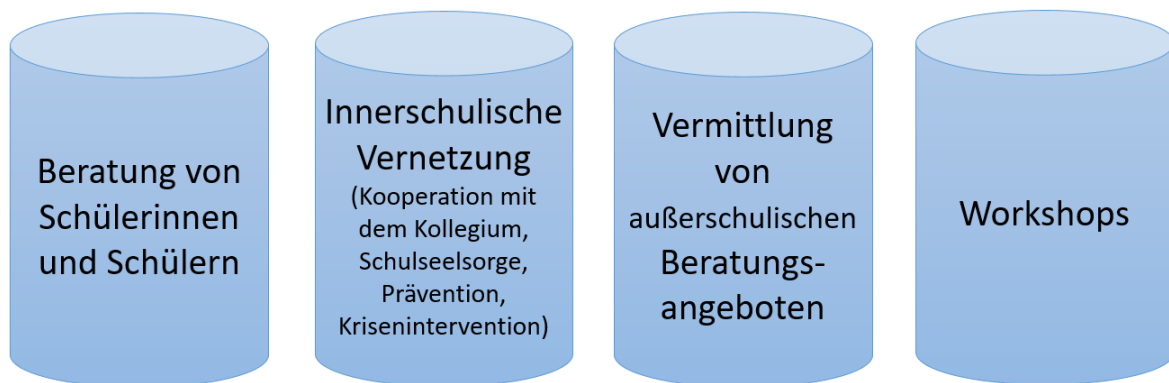 Beratung von
Schülerinnen
und Schülern
Innerschulische
Vernetzung
(Kooperation mit
dem Kollegium,
Schulseelsorge,
Prävention,
Krisenintervention)
Vermittlung
von
außerschulischen
Beratungs-
angeboten
Workshops